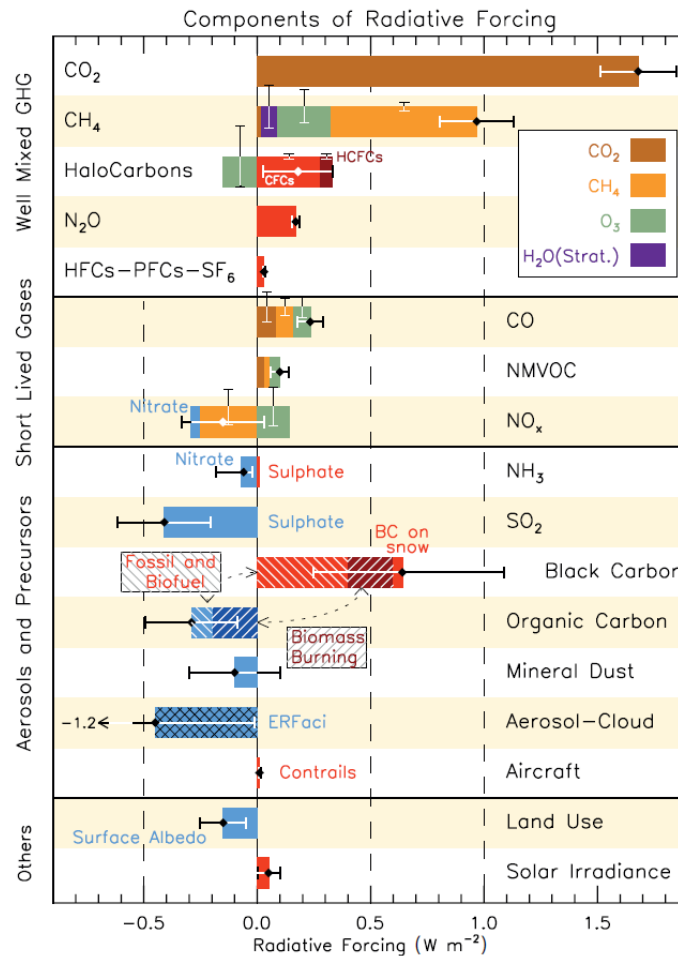 Components of Radiative Forcing
Well Mixed GHG
CO₂
CH₄
HaloCarbons
CFCs
HCFCs
N₂O
HFCs-PFCs-SF₆
CO₂
CH₄
O₃
H₂O(Strat.)
Short Lived Gases
CO
NMVOC
Nitrate
NOₓ
Aerosols and Precursors
Nitrate
Sulphate
NH₃
Sulphate
SO₂
BC on
snow
Fossil and
Biofuel
Black Carbon
Organic Carbon
Biomass
Burning
Mineral Dust
-1.2
ERFaci
Aerosol-Cloud
Contrails
Aircraft
Others
Surface Albedo
Land Use
Solar Irradiance
-0.5 0.0 0.5 1.0 1.5
Radiative Forcing (W m⁻²)